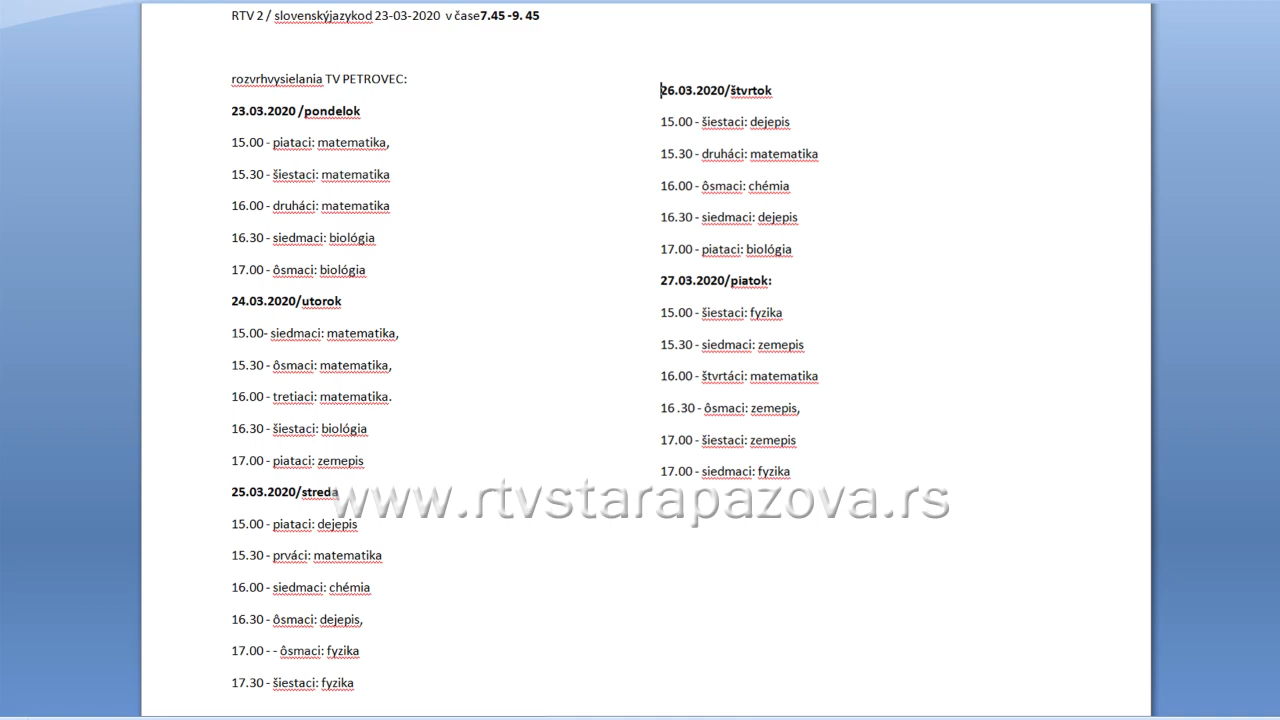 RTV 2 / slovenskýjazykod 23-03-2020 v čase7.45 -9. 45
rozvrhvysielania TV PETROVEC:
23.03.2020 /pondelok
15.00 - piataci: matematika,
15.30 - šiestaci: matematika
16.00 - druháci: matematika
16.30 - siedmaci: biológia
17.00 - ôsmaci: biológia
24.03.2020/utorok
15.00- siedmaci: matematika,
15.30 - ôsmaci: matematika,
16.00 - tretiaci: matematika.
16.30 - šiestaci: biológia
17.00 - piataci: zemepis
25.03.2020/streda
15.00 - piataci: dejepis
15.30 - prváci: matematika
16.00 - siedmaci: chémia
16.30 - ôsmaci: dejepis,
17.00 - - ôsmaci: fyzika
17.30 - šiestaci: fyzika
26.03.2020/štvrtok
15.00 - šiestaci: dejepis
15.30 - druháci: matematika
16.00 - ôsmaci: chémia
16.30 - siedmaci: dejepis
17.00 - piataci: biológia
27.03.2020/piatok:
15.00 - šiestaci: fyzika
15.30 - siedmaci: zemepis
16.00 - štvrtáci: matematika
16 .30 - ôsmaci: zemepis,
17.00 - šiestaci: zemepis
17.00 - siedmaci: fyzika
www.rtvstarapazova.rs